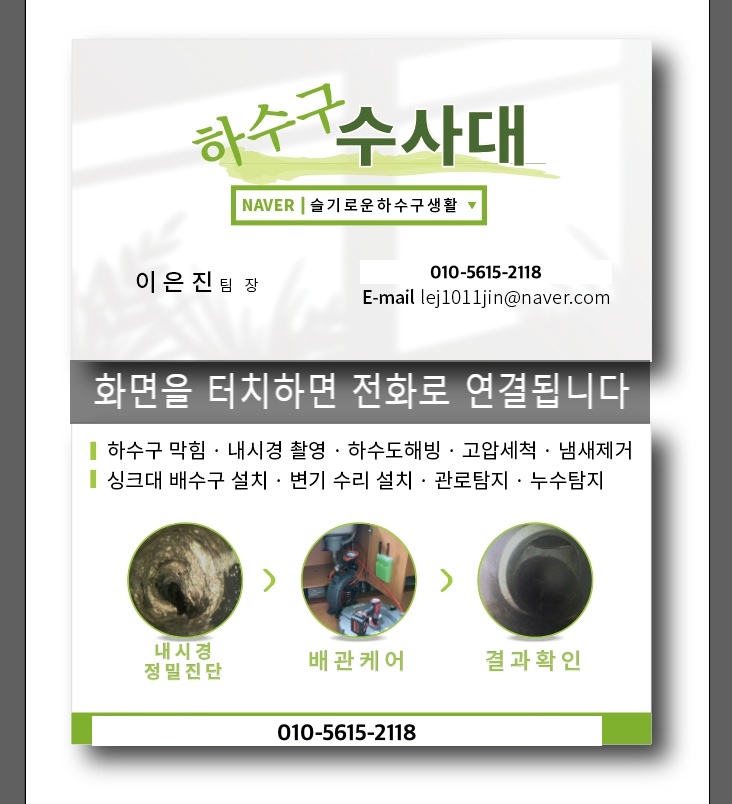 하수구 수사대
NAVER | 슬기로운하수구생활 ▼
이은진 팀 장
010-5615-2118
E-mail lej1011jin@naver.com
화면을 터치하면 전화로 연결됩니다
하수구 막힘 · 내시경 촬영 · 하수도해빙 · 고압세척 · 냄새제거
싱크대 배수구 설치 · 변기 수리 설치 · 관로탐지 · 누수탐지
내시경
정밀진단
배관케어
결과확인
010-5615-2118